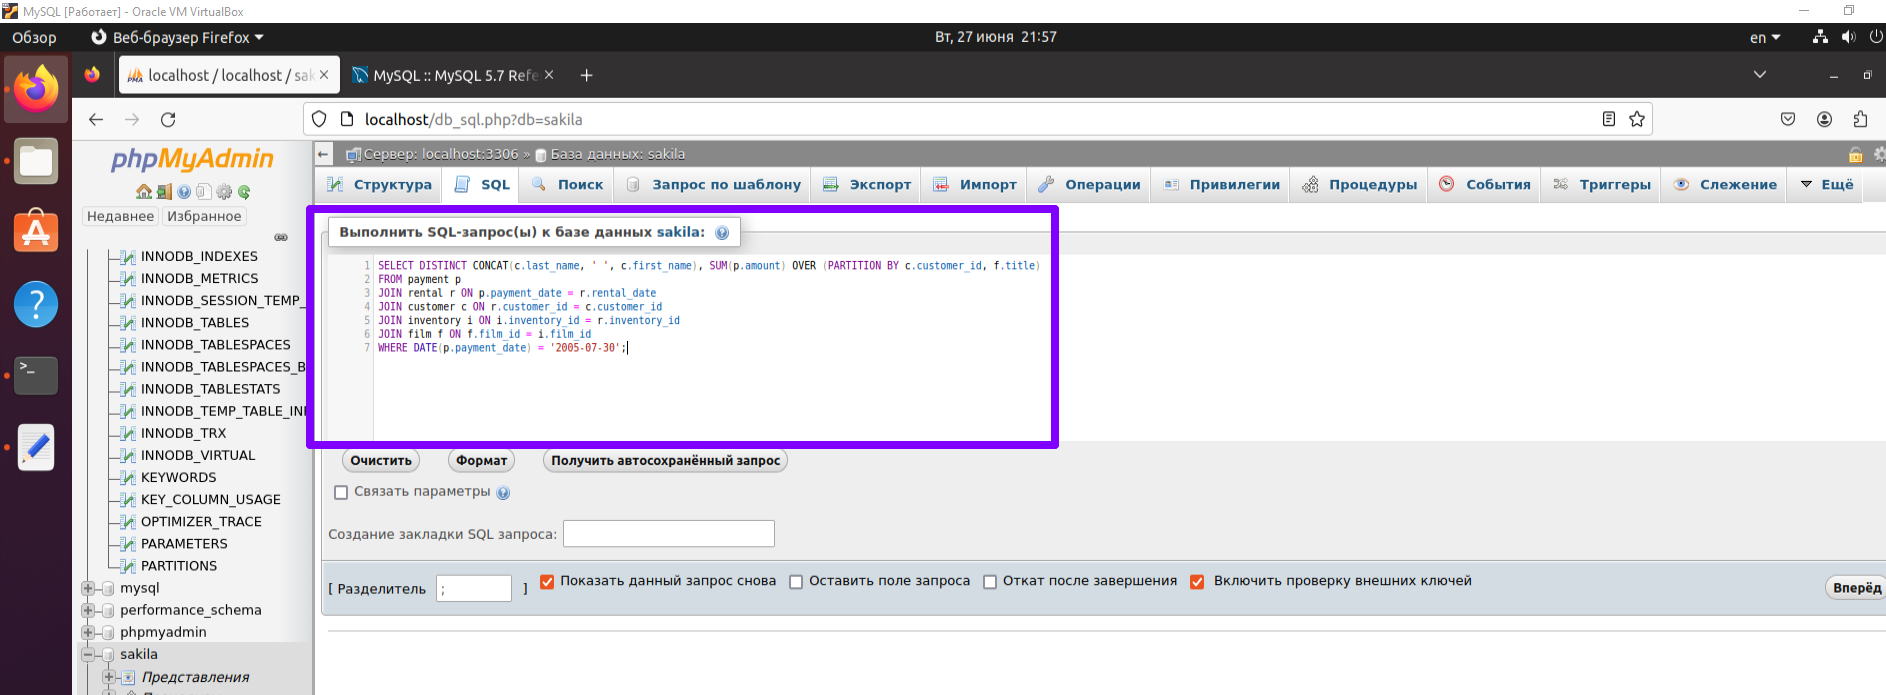 MySQL [Работает] - Oracle VM VirtualBox
Обзор
Веб-браузер Firefox
Вт, 27 июня 21:57
en
localhost / localhost / sak
MySQL :: MySQL 5.7 Refe
localhost/db_sql.php?db=sakila
phpMyAdmin
Недавнее
Избранное
INNODB_INDEXES
INNODB_METRICS
INNODB_SESSION_TEMP_
INNODB_TABLES
INNODB_TABLESPACES
INNODB_TABLESPACES_B
INNODB_TABLESTATS
INNODB_TEMP_TABLE_IN
INNODB_TRX
INNODB_VIRTUAL
KEYWORDS
KEY_COLUMN_USAGE
OPTIMIZER_TRACE
PARAMETERS
PARTITIONS
mysql
performance_schema
phpmyadmin
sakila
Представления
Сервер: localhost:3306 » База данных: sakila
Структура
SQL
Поиск
Запрос по шаблону
Экспорт
Импорт
Операции
Привилегии
Процедуры
События
Триггеры
Слежение
Ещё
Выполнить SQL-запрос(ы) к базе данных sakila:
1 SELECT DISTINCT CONCAT(c.last_name, ' ', c.first_name), SUM(p.amount) OVER (PARTITION BY c.customer_id, f.title)
2 FROM payment p
3 JOIN rental r ON p.payment_date = r.rental_date
4 JOIN customer c ON r.customer_id = c.customer_id
5 JOIN inventory i ON i.inventory_id = r.inventory_id
6 JOIN film f ON f.film_id = i.film_id
7 WHERE DATE(p.payment_date) = '2005-07-30';
Очистить
Формат
Получить автосохранённый запрос
Связать параметры
Создание закладки SQL запроса:
[ Разделитель ; ]
Показать данный запрос снова
Оставить поле запроса
Откат после завершения
Включить проверку внешних ключей
Вперёд